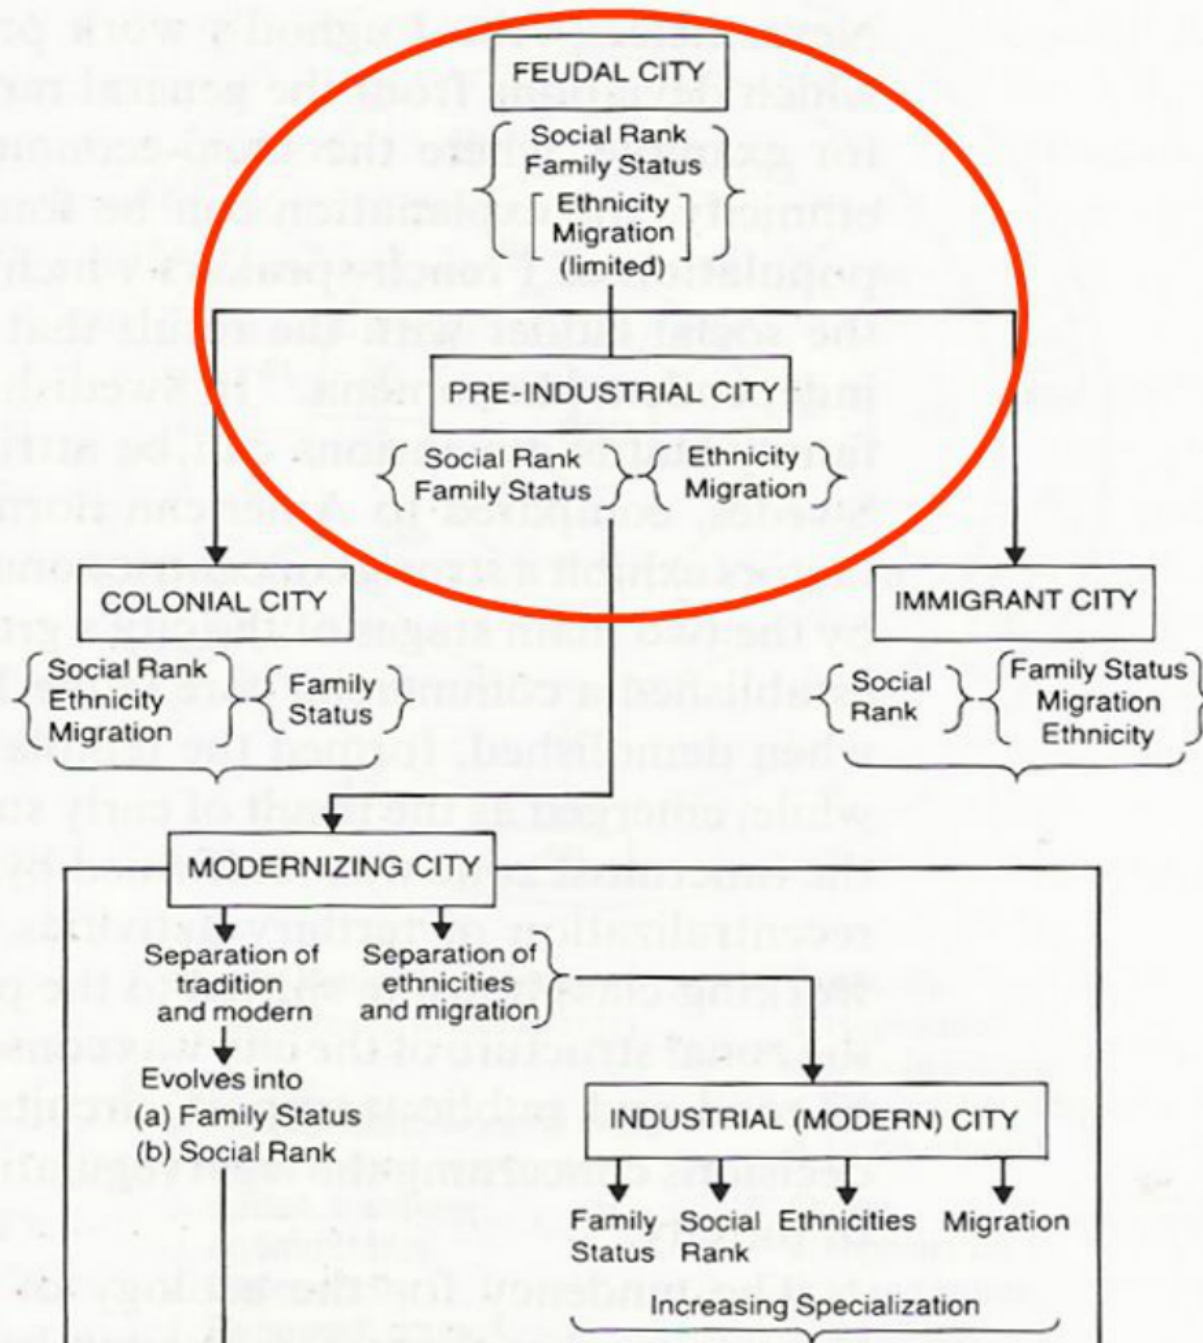 FEUDAL CITY
Social Rank
Family Status
Ethnicity
Migration
(limited)
PRE-INDUSTRIAL CITY
Social Rank
Family Status
Ethnicity
Migration
COLONIAL CITY
Social Rank
Ethnicity
Migration
Family
Status
IMMIGRANT CITY
Social
Rank
Family Status
Migration
Ethnicity
MODERNIZING CITY
Separation of
tradition
and modern
Separation of
ethnicities
and migration
Evolves into
(a) Family Status
(b) Social Rank
INDUSTRIAL (MODERN) CITY
Family
Status
Social
Rank
Ethnicities
Migration
Increasing Specialization